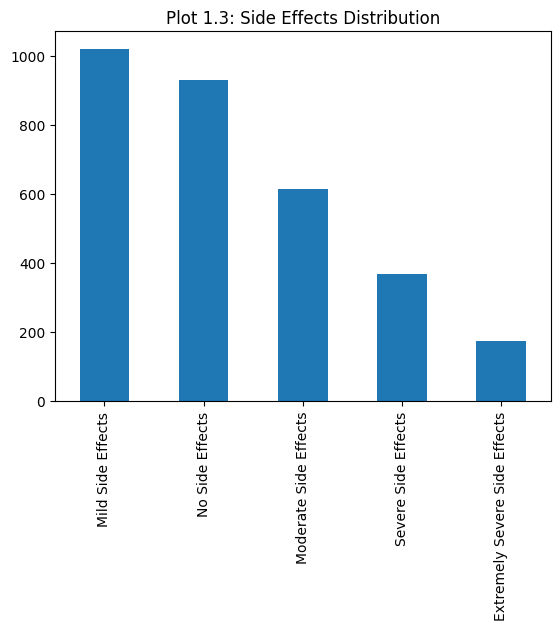 Plot 1.3: Side Effects Distribution
1000
800
600
400
200
0
Mild Side Effects
No Side Effects
Moderate Side Effects
Severe Side Effects
Extremely Severe Side Effects